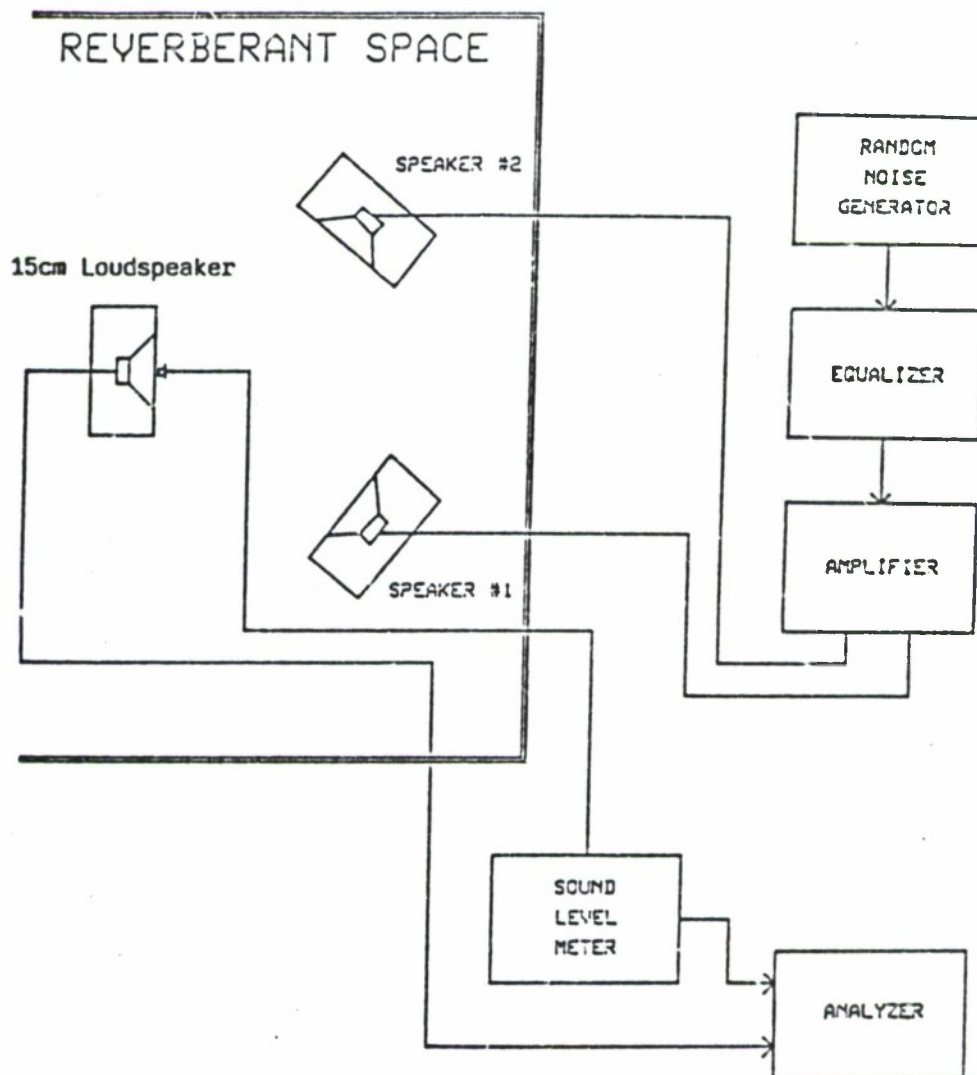 REVERBERANT SPACE
SPEAKER #2
RANDOM
NOISE
GENERATOR
15cm Loudspeaker
EQUALIZER
AMPLIFIER
SPEAKER #1
SOUND
LEVEL
METER
ANALYZER